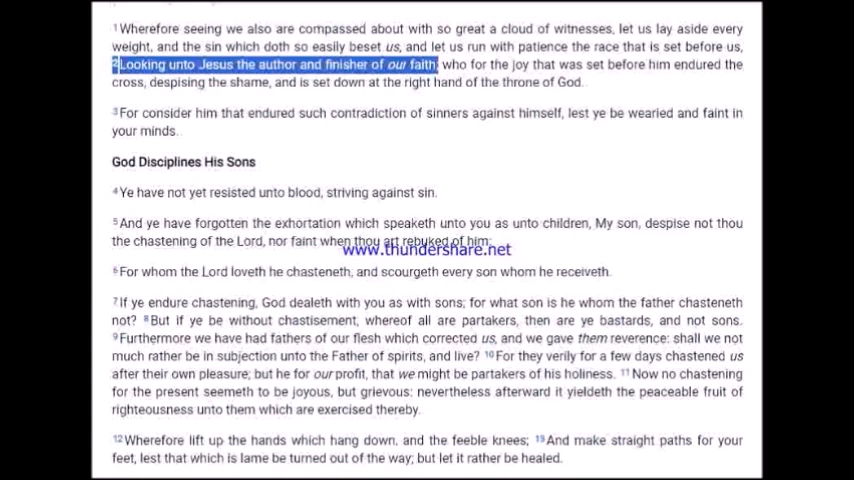 1Wherefore seeing we also are compassed about with so great a cloud of witnesses, let us lay aside every
weight, and the sin which doth so easily beset us, and let us run with patience the race that is set before us,
2Looking unto Jesus the author and finisher of our faith; who for the joy that was set before him endured the
cross, despising the shame, and is set down at the right hand of the throne of God.
3For consider him that endured such contradiction of sinners against himself, lest ye be wearied and faint in
your minds.
God Disciplines His Sons
4Ye have not yet resisted unto blood, striving against sin.
5And ye have forgotten the exhortation which speaketh unto you as unto children, My son, despise not thou
the chastening of the Lord, nor faint when thou art rebuked of him:
www.thundershare.net
6For whom the Lord loveth he chasteneth, and scourgeth every son whom he receiveth.
7If ye endure chastening, God dealeth with you as with sons; for what son is he whom the father chasteneth
not? 8But if ye be without chastisement, whereof all are partakers, then are ye bastards, and not sons.
9Furthermore we have had fathers of our flesh which corrected us, and we gave them reverence: shall we not
much rather be in subjection unto the Father of spirits, and live? 10For they verily for a few days chastened us
after their own pleasure; but he for our profit, that we might be partakers of his holiness. 11Now no chastening
for the present seemeth to be joyous, but grievous: nevertheless afterward it yieldeth the peaceable fruit of
righteousness unto them which are exercised thereby.
12Wherefore lift up the hands which hang down, and the feeble knees; 13And make straight paths for your
feet, lest that which is lame be turned out of the way; but let it rather be healed.